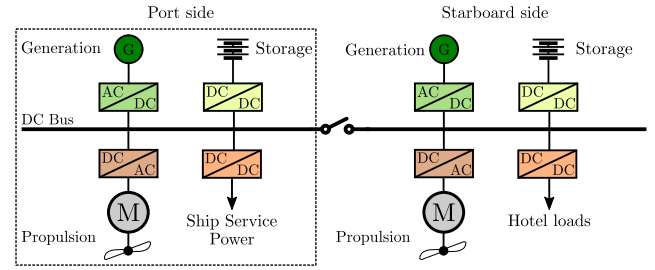 Port side
Starboard side
Generation
G
Storage
Generation
G
Storage
AC
DC
DC
DC
AC
DC
DC
DC
DC Bus
DC
AC
DC
DC
DC
AC
DC
DC
M
Ship Service
Power
M
Hotel loads
Propulsion
Propulsion